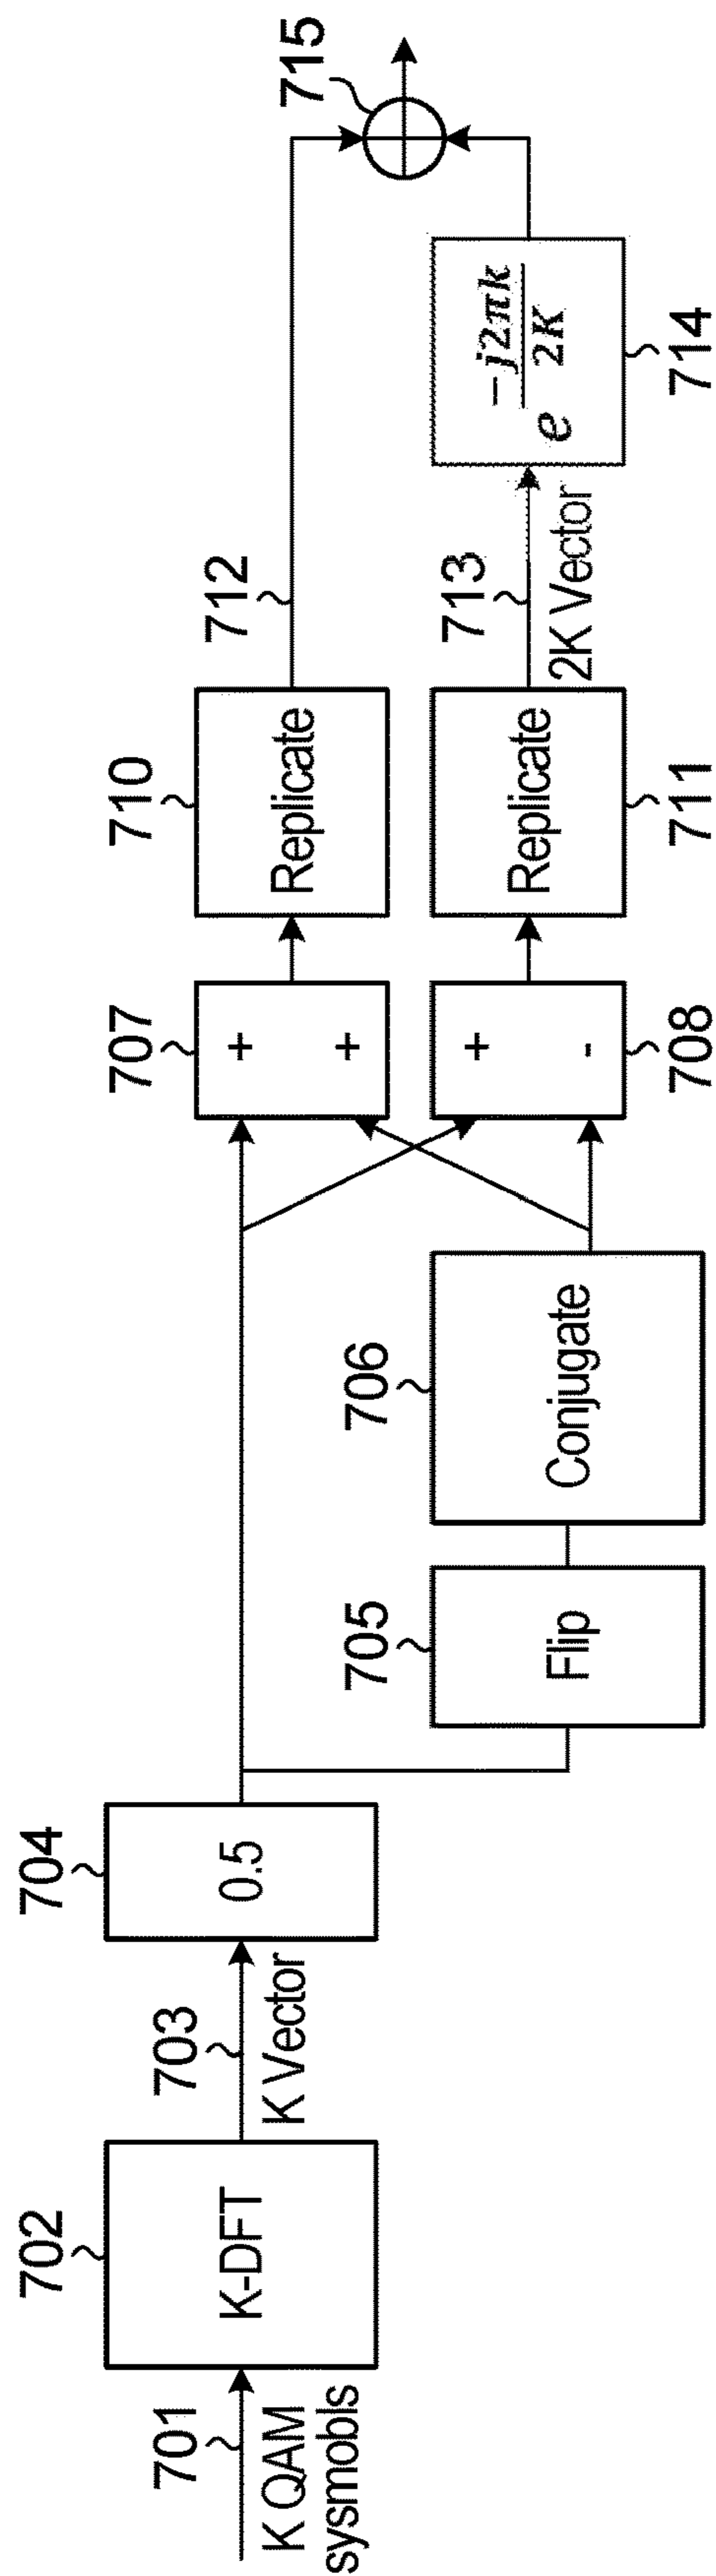 701
K QAM
sysmobls
702
K-DFT
703
K Vector
704
0.5
705
Flip
706
Conjugate
707
+
+
708
+
-
710
Replicate
711
Replicate
712
713
2K Vector
714
e^{\frac{-j2πk}{2K}}
715